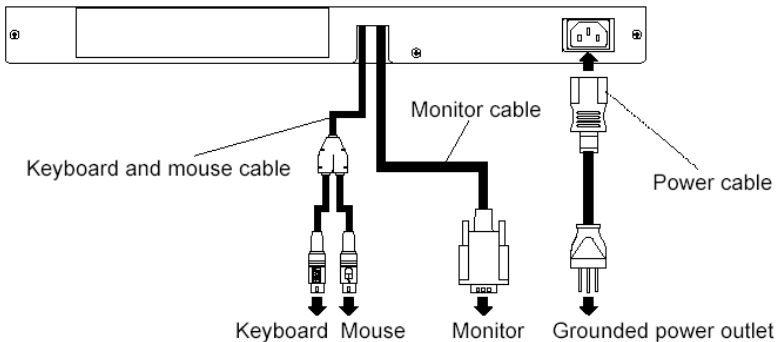 Monitor cable
Keyboard and mouse cable
Power cable
Keyboard Mouse Monitor Grounded power outlet